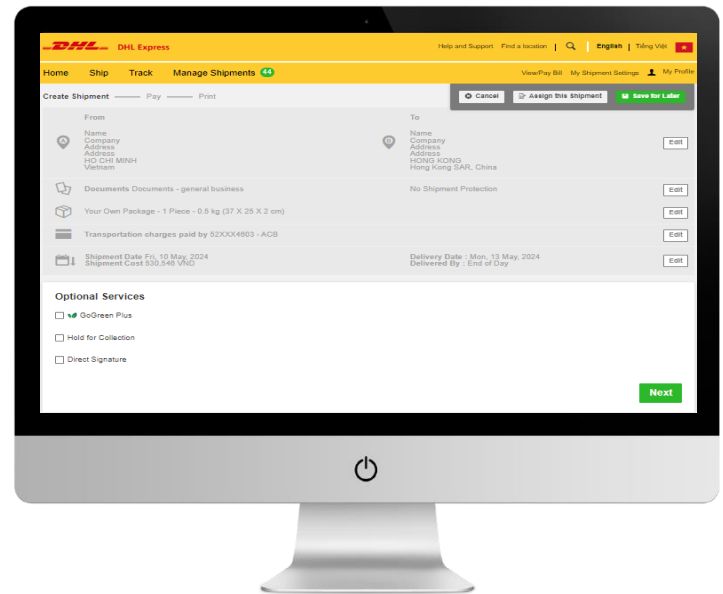 DHL DHL Express Help and Support Find a location | English | Tiếng Việt
Home Ship Track Manage Shipments 44 View/Pay Bill My Shipment Settings My Profile
Create Shipment Pay Print Cancel Assign this Shipment Save for Later
From To
A
Name
Company
Address
Address
HO CHI MINH
Vietnam
B
Name
Company
Address
Address
HONG KONG
Hong Kong SAR, China
Edit
Documents Documents - general business No Shipment Protection Edit
Your Own Package - 1 Piece - 0.5 kg (37 X 25 X 2 cm) Edit
Transportation charges paid by 52XXX4603 - ACB Edit
Shipment Date Fri, 10 May, 2024 Delivery Date : Mon, 13 May, 2024
Shipment Cost 530,546 VND Delivered By : End of Day
Edit
Optional Services
GoGreen Plus
Hold for Collection
Direct Signature
Next